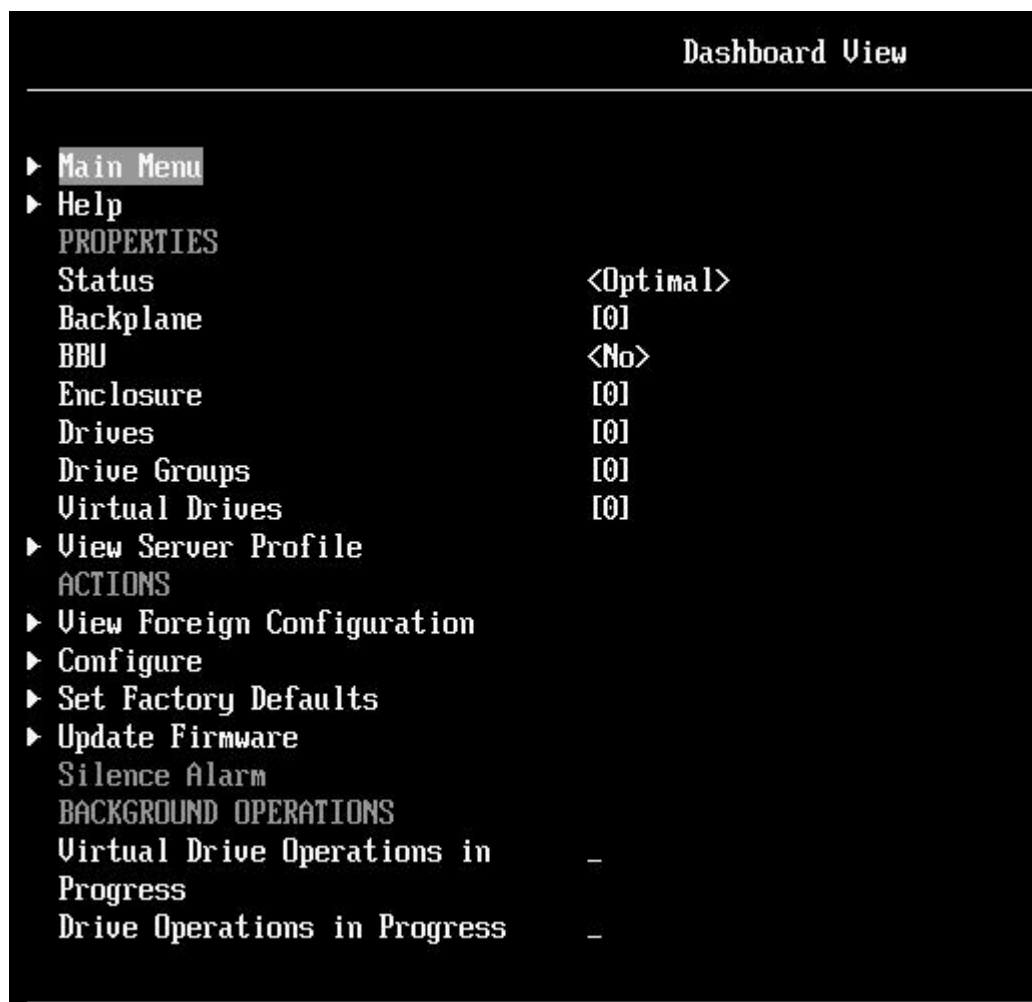 Dashboard View
Main Menu
Help
PROPERTIES
Status <Optimal>
Backplane [0]
BBU <No>
Enclosure [0]
Drives [0]
Drive Groups [0]
Virtual Drives [0]
View Server Profile
ACTIONS
View Foreign Configuration
Configure
Set Factory Defaults
Update Firmware
Silence Alarm
BACKGROUND OPERATIONS
Virtual Drive Operations in _
Progress
Drive Operations in Progress _